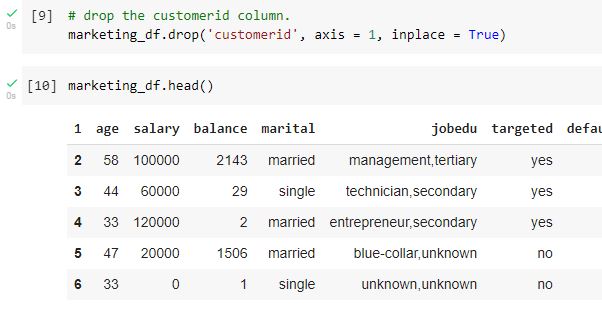 [9] # drop the customerid column.
0s marketing_df.drop('customerid', axis = 1, inplace = True)
[10] marketing_df.head()
0s
1 age salary balance marital jobedu targeted defau
2 58 100000 2143 married management,tertiary yes
3 44 60000 29 single technician,secondary yes
4 33 120000 2 married entrepreneur,secondary yes
5 47 20000 1506 married blue-collar,unknown no
6 33 0 1 single unknown,unknown no